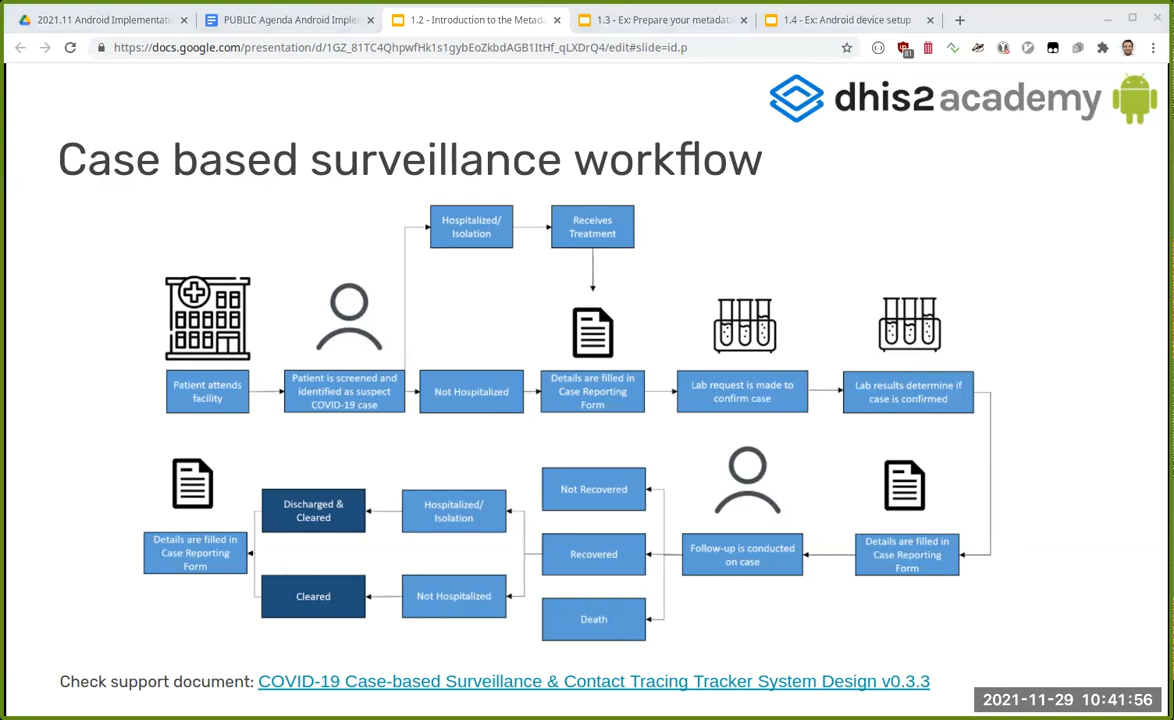 2021.11 Android Implementati
PUBLIC Agenda Android Implem
1.2 - Introduction to the Metada
1.3 - Ex: Prepare your metadat
1.4 - Ex: Android device setup
https://docs.google.com/presentation/d/1GZ_81TC4QhpwfHk1s1gybEoZkbdAGB1ItHf_qLXDrQ4/edit#slide=id.p
31
dhis2 academy
Case based surveillance workflow
Hospitalized/
Isolation
Receives
Treatment
Patient attends
facility
Patient is screened and
identified as suspect
COVID-19 case
Not Hospitalized
Details are filled in
Case Reporting
Form
Lab request is made to
confirm case
Lab results determine if
case is confirmed
Details are filled in
Case Reporting
Form
Discharged &
Cleared
Hospitalized/
Isolation
Not Recovered
Recovered
Follow-up is conducted
on case
Details are filled in
Case Reporting
Form
Cleared
Not Hospitalized
Death
Check support document: COVID-19 Case-based Surveillance & Contact Tracing Tracker System Design v0.3.3
2021-11-29 10:41:56